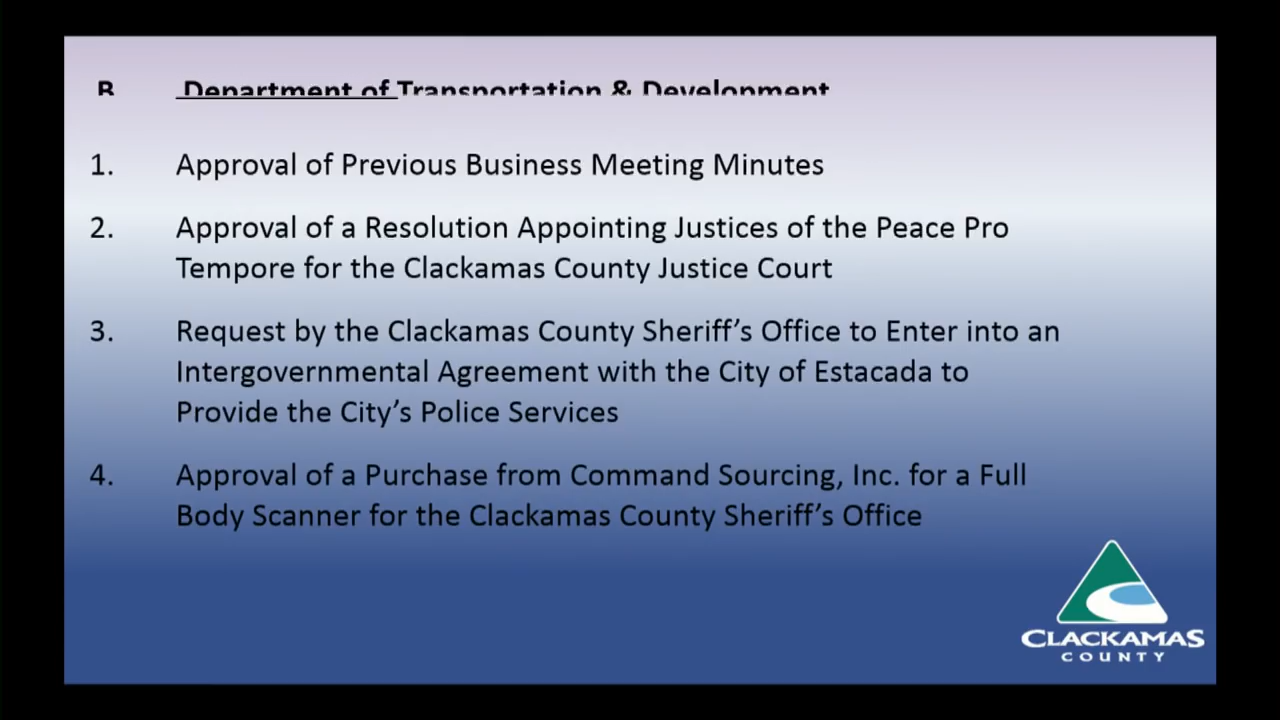 B Department of Transportation & Development
1. Approval of Previous Business Meeting Minutes
2. Approval of a Resolution Appointing Justices of the Peace Pro
Tempore for the Clackamas County Justice Court
3. Request by the Clackamas County Sheriff’s Office to Enter into an
Intergovernmental Agreement with the City of Estacada to
Provide the City’s Police Services
4. Approval of a Purchase from Command Sourcing, Inc. for a Full
Body Scanner for the Clackamas County Sheriff’s Office
CLACKAMAS
COUNTY